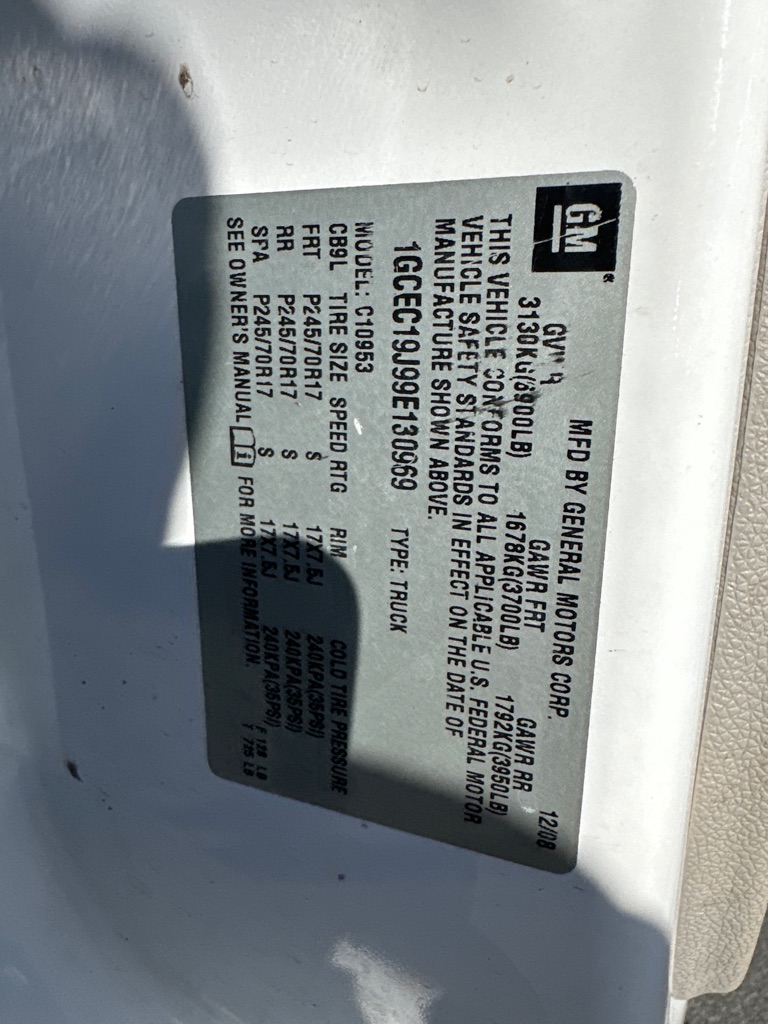 GM®
MFD BY GENERAL MOTORS CORP. 12/08
GVWR GAWR FRT GAWR RR
3130KG(6900LB) 1678KG(3700LB) 1792KG(3950LB)
THIS VEHICLE CONFORMS TO ALL APPLICABLE U.S. FEDERAL MOTOR
VEHICLE SAFETY STANDARDS IN EFFECT ON THE DATE OF
MANUFACTURE SHOWN ABOVE.
1GCEC19J99E130969 TYPE: TRUCK
MODEL: C10953
CB9L TIRE SIZE SPEED RTG RIM COLD TIRE PRESSURE
FRT P245/70R17 S 17X7.5J 240KPA(35PSI)
RR P245/70R17 S 17X7.5J 240KPA(35PSI)
SPA P245/70R17 S 17X7.5J 240KPA(35PSI)
SEE OWNER'S MANUAL FOR MORE INFORMATION.
F 128 LB
T 725 LB